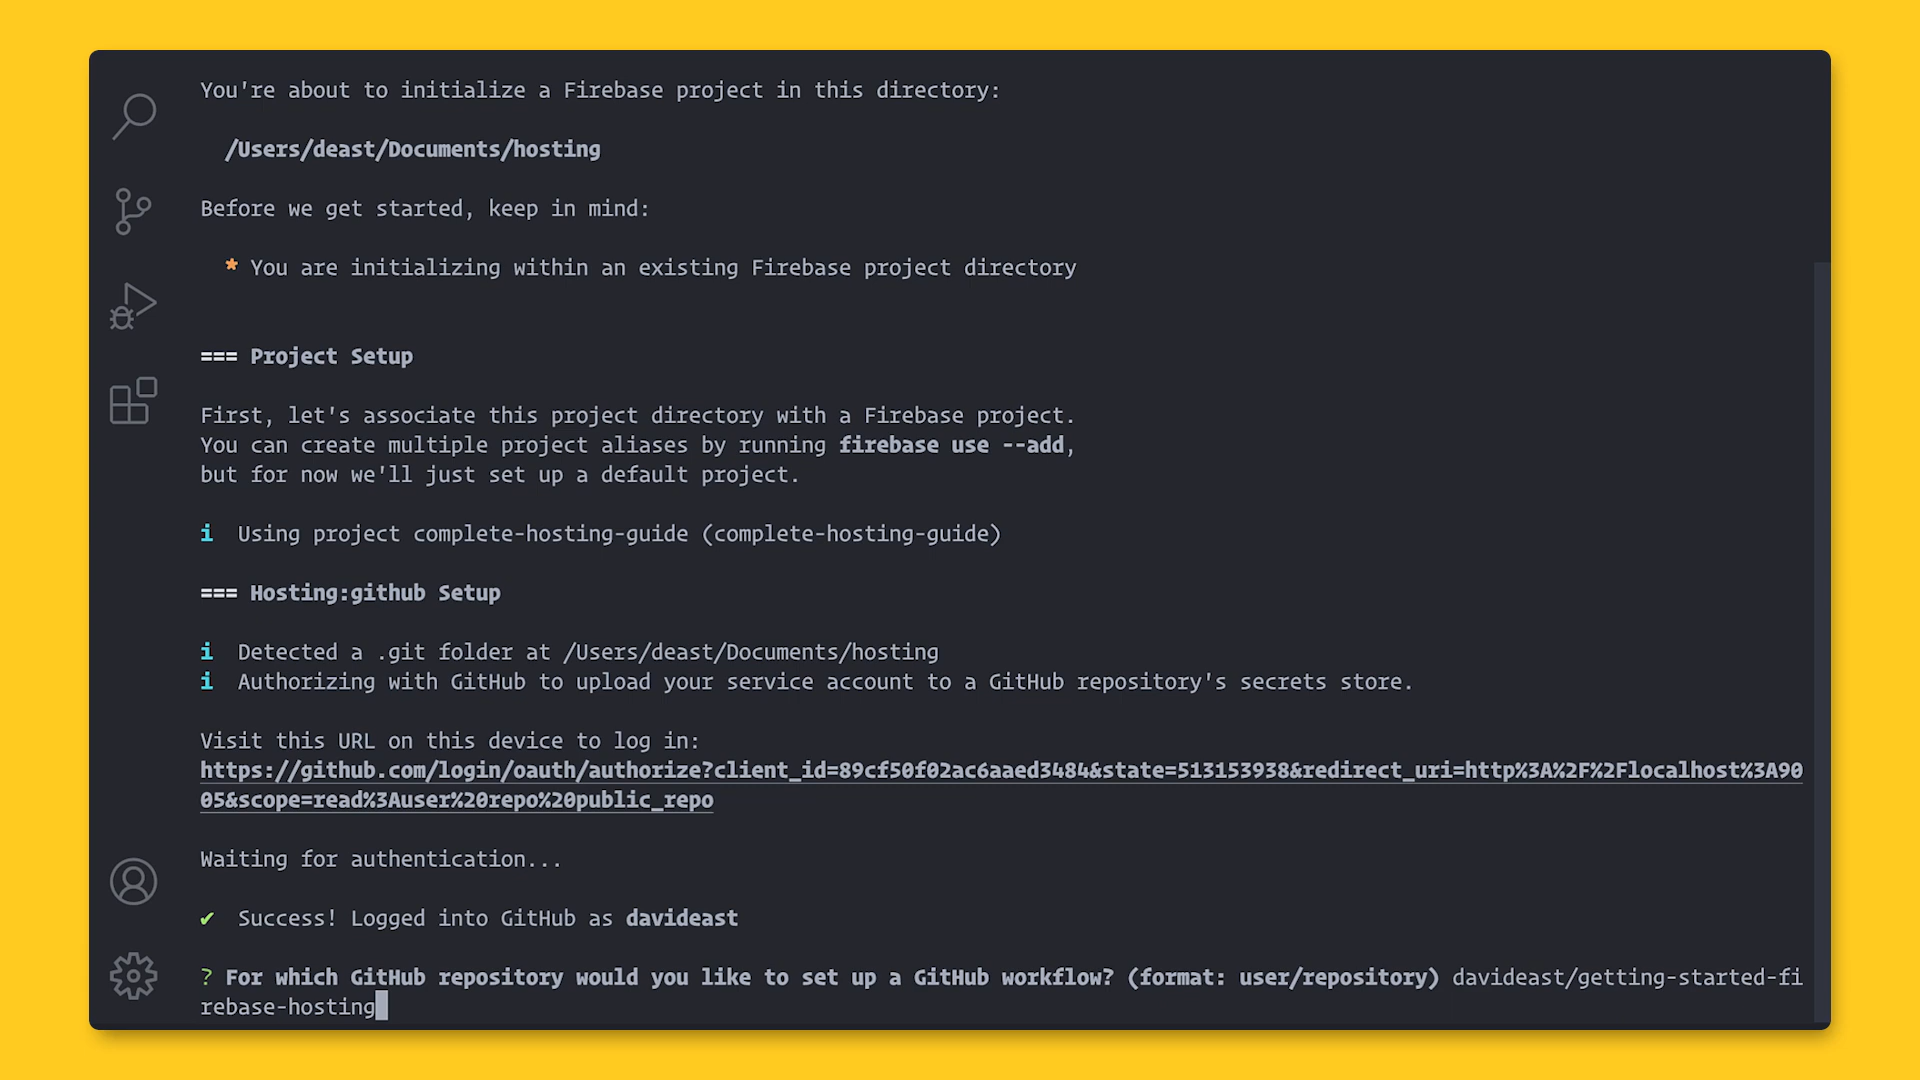 You're about to initialize a Firebase project in this directory:
/Users/deast/Documents/hosting
Before we get started, keep in mind:
* You are initializing within an existing Firebase project directory
=== Project Setup
First, let's associate this project directory with a Firebase project.
You can create multiple project aliases by running firebase use --add,
but for now we'll just set up a default project.
i  Using project complete-hosting-guide (complete-hosting-guide)
=== Hosting:github Setup
i  Detected a .git folder at /Users/deast/Documents/hosting
i  Authorizing with GitHub to upload your service account to a GitHub repository's secrets store.
Visit this URL on this device to log in:
https://github.com/login/oauth/authorize?client_id=89cf50f02ac6aaed3484&state=513153938&redirect_uri=http%3A%2F%2Flocalhost%3A90
05&scope=read%3Auser%20repo%20public_repo
Waiting for authentication...
✔  Success! Logged into GitHub as davideast
? For which GitHub repository would you like to set up a GitHub workflow? (format: user/repository) davideast/getting-started-fi
rebase-hosting